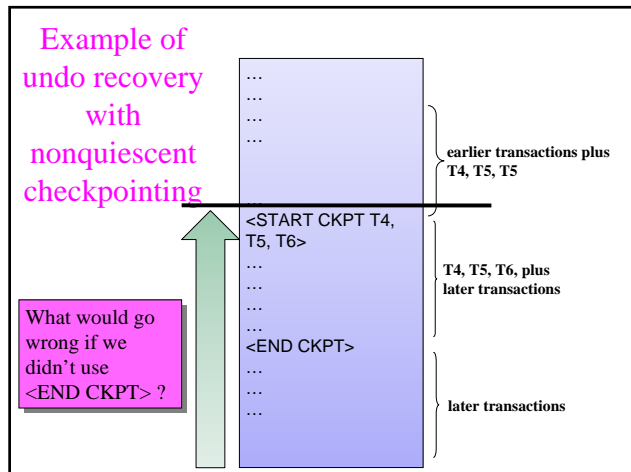 Example of
undo recovery
with
nonquiescent
checkpointing
…
…
…
…
…
<START CKPT T4,
T5, T6>
…
…
…
…
<END CKPT>
…
…
…
earlier transactions plus
T4, T5, T5
T4, T5, T6, plus
later transactions
later transactions
What would go
wrong if we
didn’t use
<END CKPT> ?